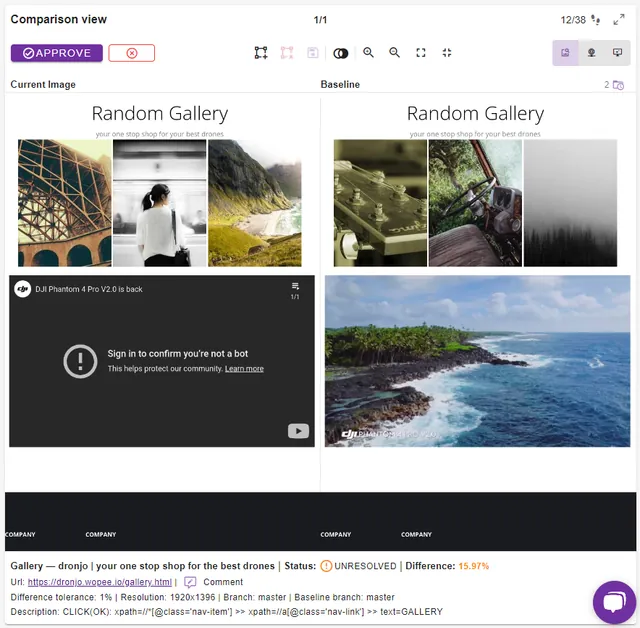 Comparison view
1/1
12/38
APPROVE
Current Image
Baseline
2
Random Gallery
your one stop shop for your best drones
Random Gallery
your one stop shop for your best drones
dji
DJI Phantom 4 Pro V2.0 is back
1/1
Sign in to confirm you're not a bot
This helps protect our community. Learn more
dji PHANTOM
COMPANY
COMPANY
COMPANY
COMPANY
Gallery — dronjo | your one stop shop for the best drones | Status: UNRESOLVED | Difference: 15.97%
Url: https://dronjo.wopee.io/gallery.html | Comment
Difference tolerance: 1% | Resolution: 1920x1396 | Branch: master | Baseline branch: master
Description: CLICK(OK): xpath=//*[@class='nav-item'] >> xpath=//a[@class='nav-link'] >> text=GALLERY